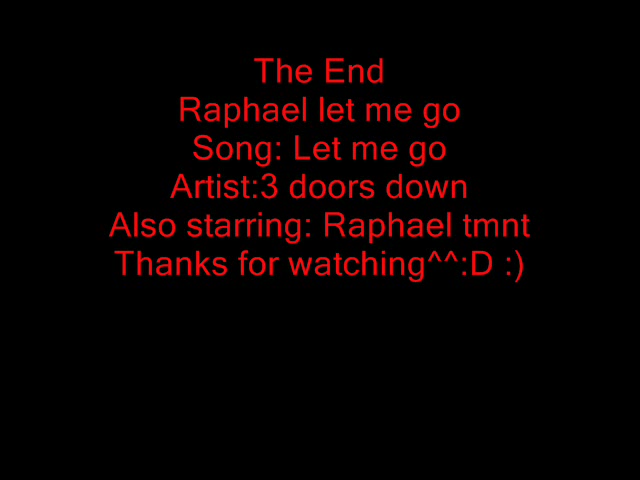 The End
Raphael let me go
Song: Let me go
Artist:3 doors down
Also starring: Raphael tmnt
Thanks for watching^^:D :)